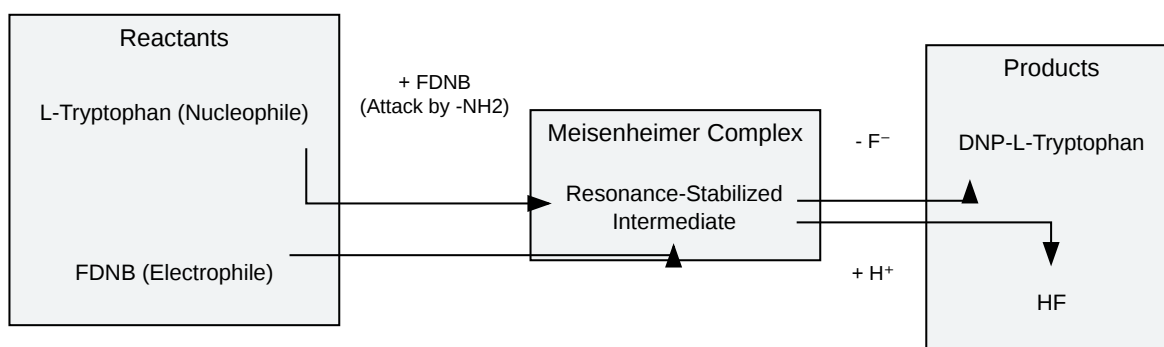 Reactants
L-Tryptophan (Nucleophile)
FDNB (Electrophile)
+ FDNB
(Attack by -NH2)
Meisenheimer Complex
Resonance-Stabilized
Intermediate
- F⁻
+ H⁺
Products
DNP-L-Tryptophan
HF